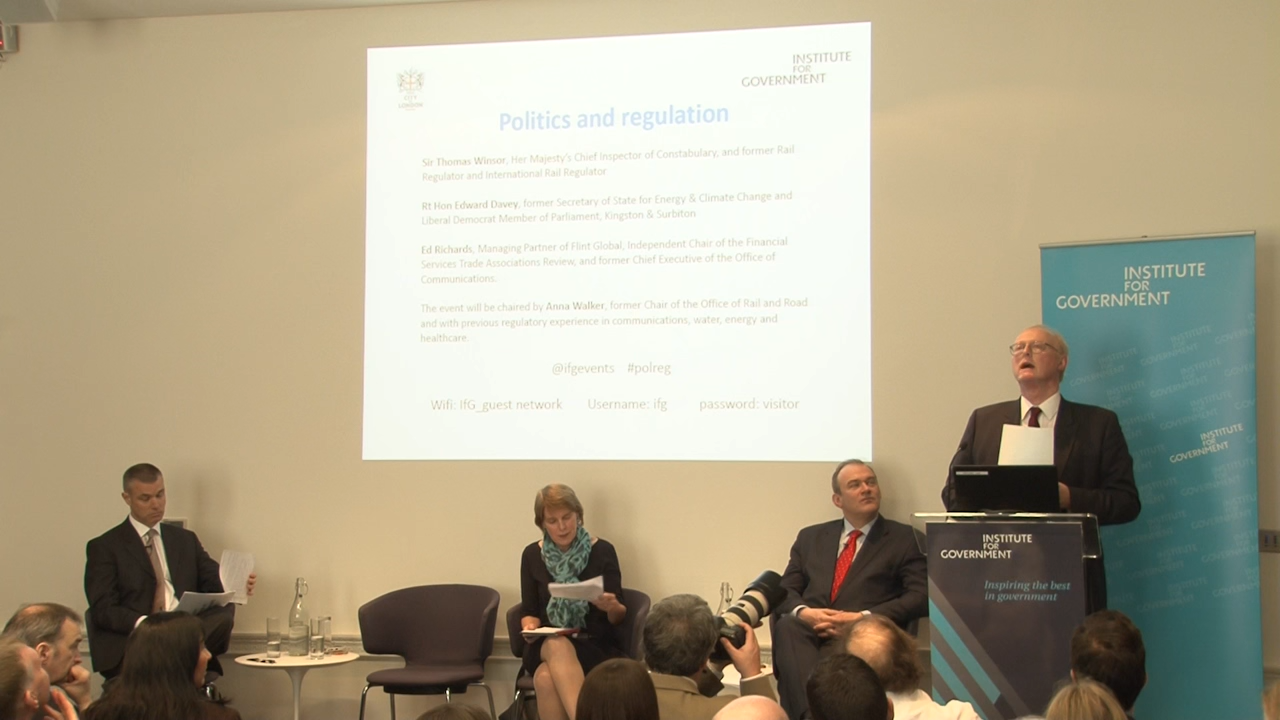 CITY
LONDON
INSTITUTE
FOR
GOVERNMENT
Politics and regulation
Sir Thomas Winsor, Her Majesty's Chief Inspector of Constabulary, and former Rail
Regulator and International Rail Regulator
Rt Hon Edward Davey, former Secretary of State for Energy & Climate Change and
Liberal Democrat Member of Parliament, Kingston & Surbiton
Ed Richards, Managing Partner of Flint Global, Independent Chair of the Financial
Services Trade Associations Review, and former Chief Executive of the Office of
Communications.
The event will be chaired by Anna Walker, former Chair of the Office of Rail and Road
and with previous regulatory experience in communications, water, energy and
healthcare.
@ifgevents #polreg
Wifi: IfG_guest network Username: ifg password: visitor
INSTITUTE
FOR
GOVERNMENT
INSTITUTE
FOR
GOVERNMENT
INSTITUTE
FOR
GOVERNMENT
Inspiring the best
in government